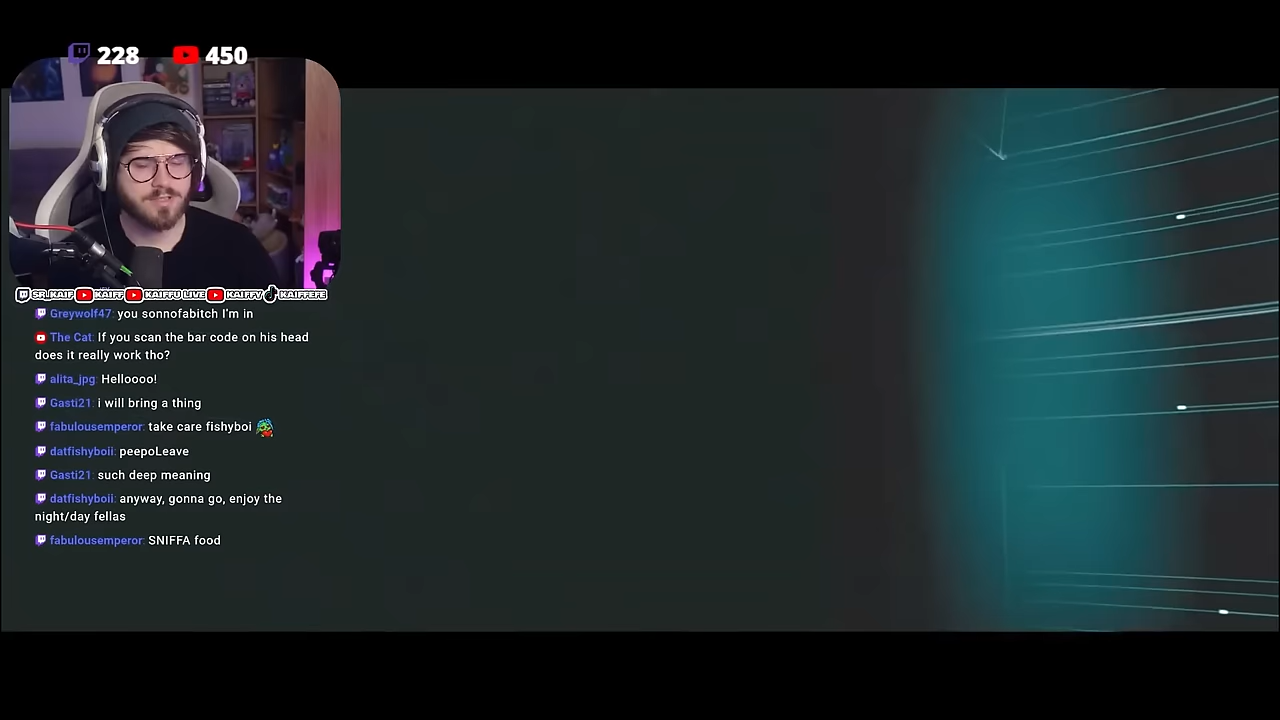 228 450
SR_KAIF KAIFF KAIFFU LIVE KAIFFY KAIFFEFE
Greywolf47: you sonnofabitch I'm in
The Cat: If you scan the bar code on his head
does it really work tho?
alita_jpg: Helloooo!
Gasti21: i will bring a thing
fabulousemperor: take care fishyboi
datfishyboii: peepoLeave
Gasti21: such deep meaning
datfishyboii: anyway, gonna go, enjoy the
night/day fellas
fabulousemperor: SNIFFA food